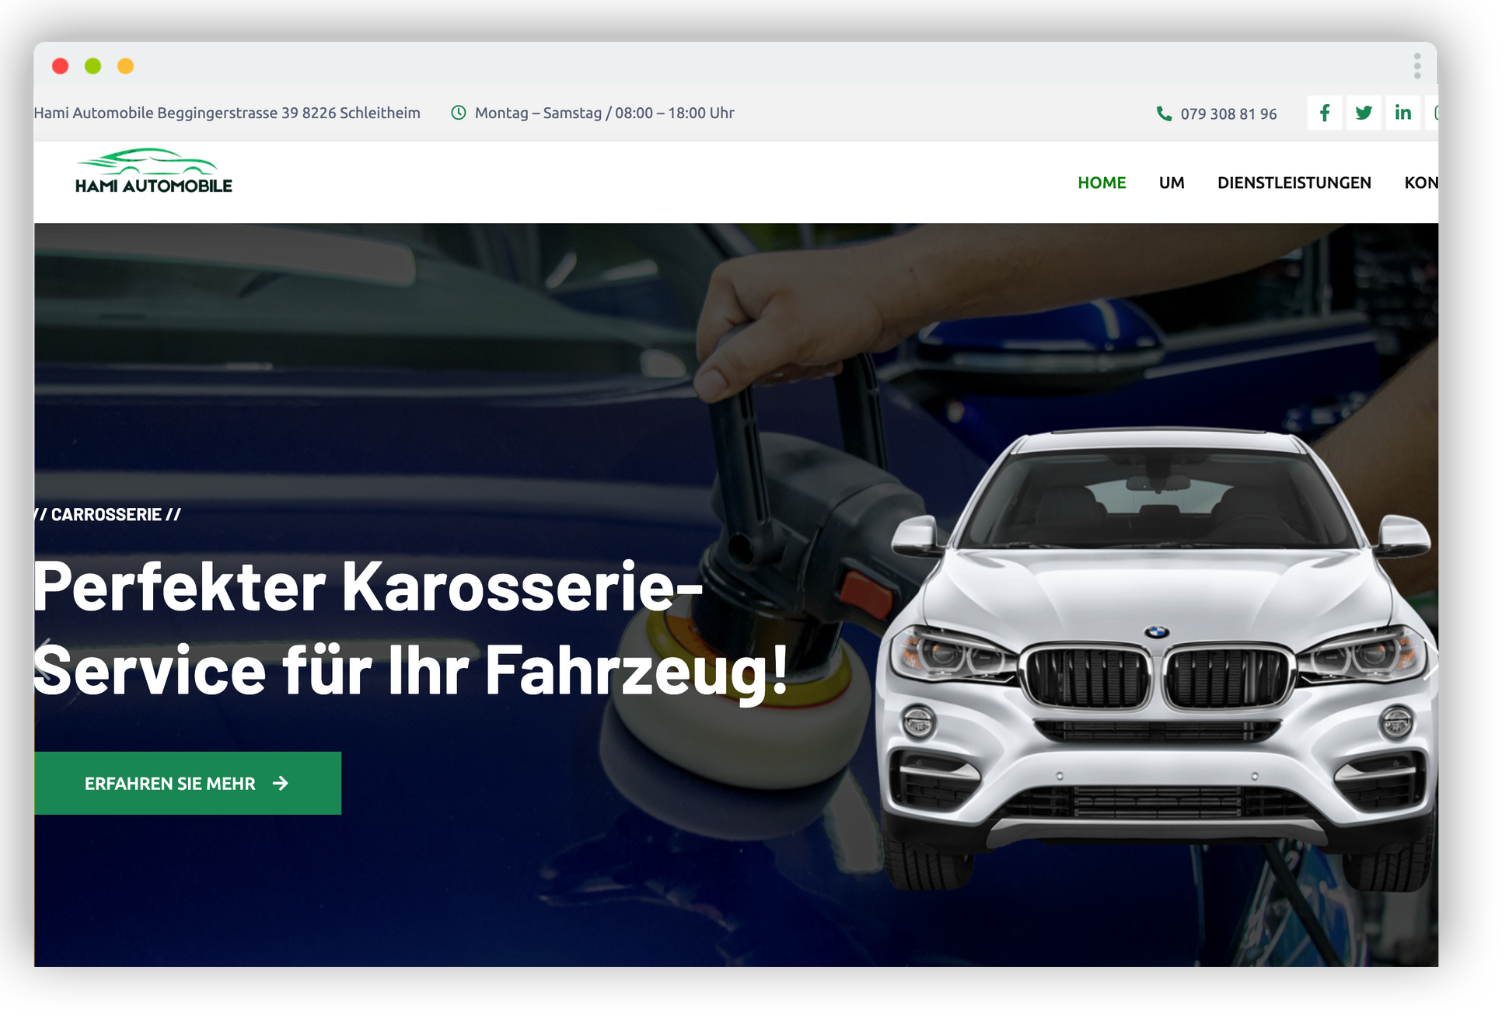 Hami Automobile Beggingerstrasse 39 8226 Schleitheim
Montag – Samstag / 08:00 – 18:00 Uhr
079 308 81 96
HAMI AUTOMOBILE
HOME
UM
DIENSTLEISTUNGEN
KON
// CARROSSERIE //
Perfekter Karosserie-
Service für Ihr Fahrzeug!
ERFAHREN SIE MEHR